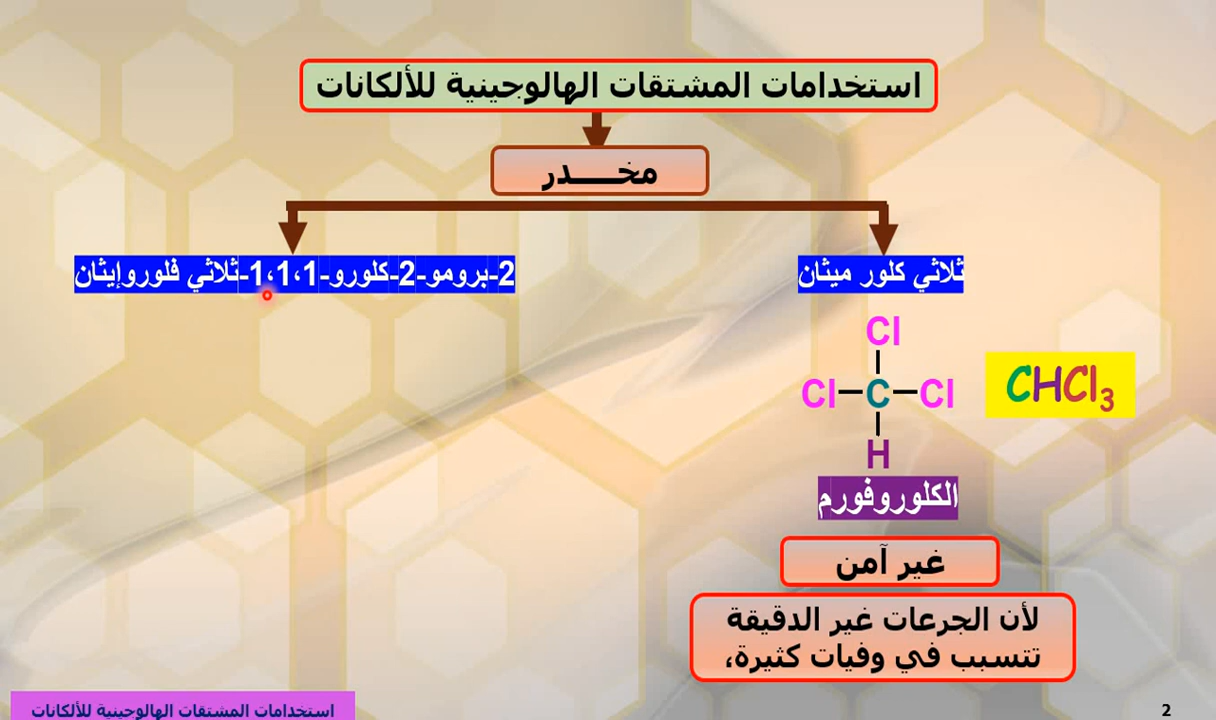 استخدامات المشتقات الهالوجينية للألكانات
مخـــــدر
ثلاثي كلور ميثان
2-برومو-2-كلورو-1،1،1-ثلاثي فلوروإيثان
Cl
Cl–C–Cl
H
CHCl₃
الكلوروفورم
غير آمن
لأن الجرعات غير الدقيقة
تتسبب في وفيات كثيرة،
استخدامات المشتقات الهالوجينية للألكانات
2